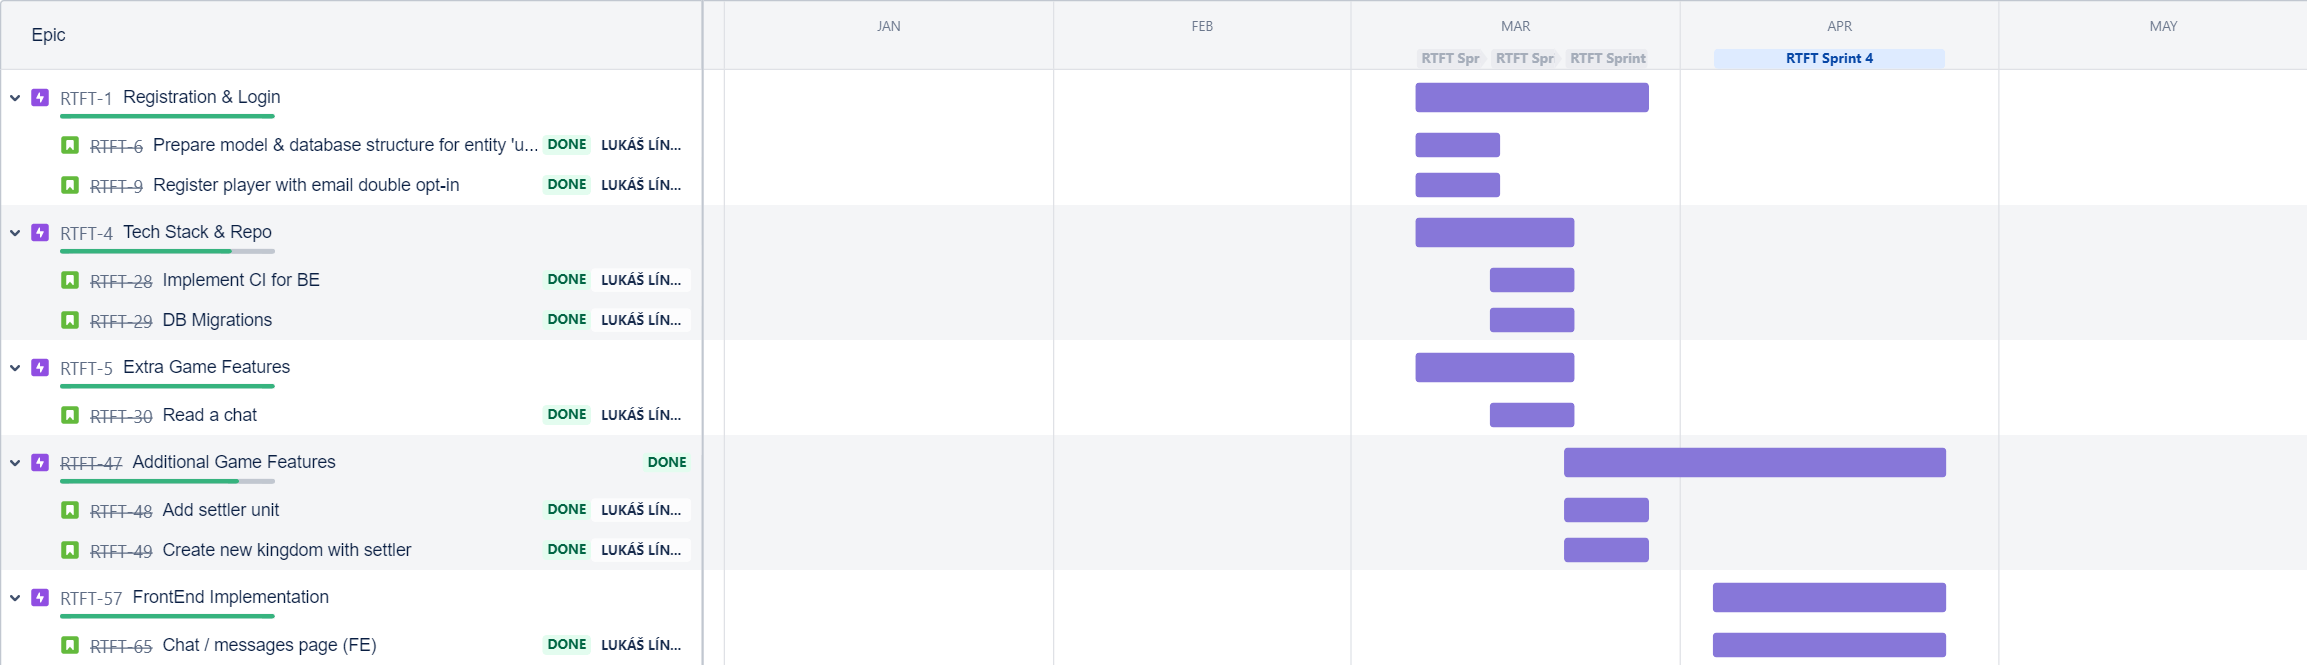 Epic
JAN FEB MAR APR MAY
RTFT Spr RTFT Spr RTFT Sprint RTFT Sprint 4
RTFT-1 Registration & Login
RTFT-6 Prepare model & database structure for entity 'u... DONE LUKÁŠ LÍN...
RTFT-9 Register player with email double opt-in DONE LUKÁŠ LÍN...
RTFT-4 Tech Stack & Repo
RTFT-28 Implement CI for BE DONE LUKÁŠ LÍN...
RTFT-29 DB Migrations DONE LUKÁŠ LÍN...
RTFT-5 Extra Game Features
RTFT-30 Read a chat DONE LUKÁŠ LÍN...
RTFT-47 Additional Game Features DONE
RTFT-48 Add settler unit DONE LUKÁŠ LÍN...
RTFT-49 Create new kingdom with settler DONE LUKÁŠ LÍN...
RTFT-57 FrontEnd Implementation
RTFT-65 Chat / messages page (FE) DONE LUKÁŠ LÍN...